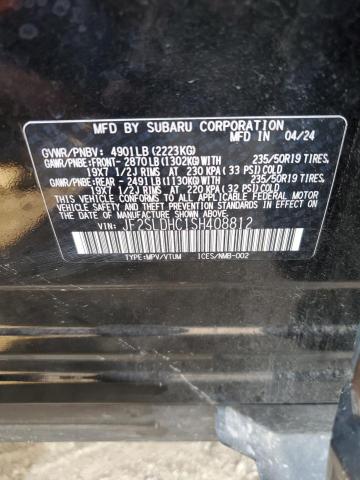 MFD BY SUBARU CORPORATION
MFD IN 04/24
GVWR/PNBV: 4901LB(2223KG)
GAWR/PNBE:FRONT-2870LB(1302KG)WITH 235/50R19 TIRES,
19X7 1/2J RIMS AT 230 KPA (33 PSI) COLD
GAWR/PNBE:REAR -2491LB(1130KG)WITH 235/50R19 TIRES,
19X7 1/2J RIMS AT 220 KPA (32 PSI) COLD
THIS VEHICLE CONFORMS TO ALL APPLICABLE
FEDERAL MOTOR VEHICLE SAFETY, BUMPER, AND
THEFT PREVENTION STANDARDS IN EFFECT ON THE
DATE OF MANUFACTURE SHOWN ABOVE.
VIN: JF2SLDHC1SH408812
TYPE:MPV/VTUM ICES/NMB-002